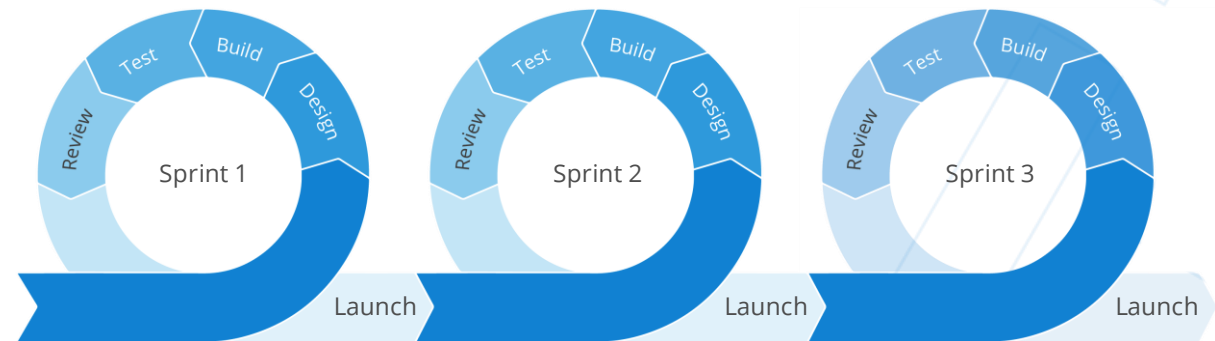 Test
Build
Review
Design
Sprint 1
Launch
Test
Build
Review
Design
Sprint 2
Launch
Test
Build
Review
Design
Sprint 3
Launch